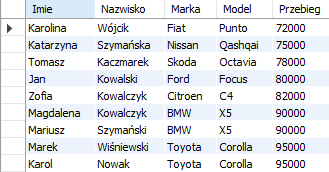 Imie Nazwisko Marka Model Przebieg
Karolina Wójcik Fiat Punto 72000
Katarzyna Szymańska Nissan Qashqai 75000
Tomasz Kaczmarek Skoda Octavia 78000
Jan Kowalski Ford Focus 80000
Zofia Kowalczyk Citroen C4 82000
Magdalena Kowalczyk BMW X5 90000
Mariusz Szymański BMW X5 90000
Marek Wiśniewski Toyota Corolla 95000
Karol Nowak Toyota Corolla 95000